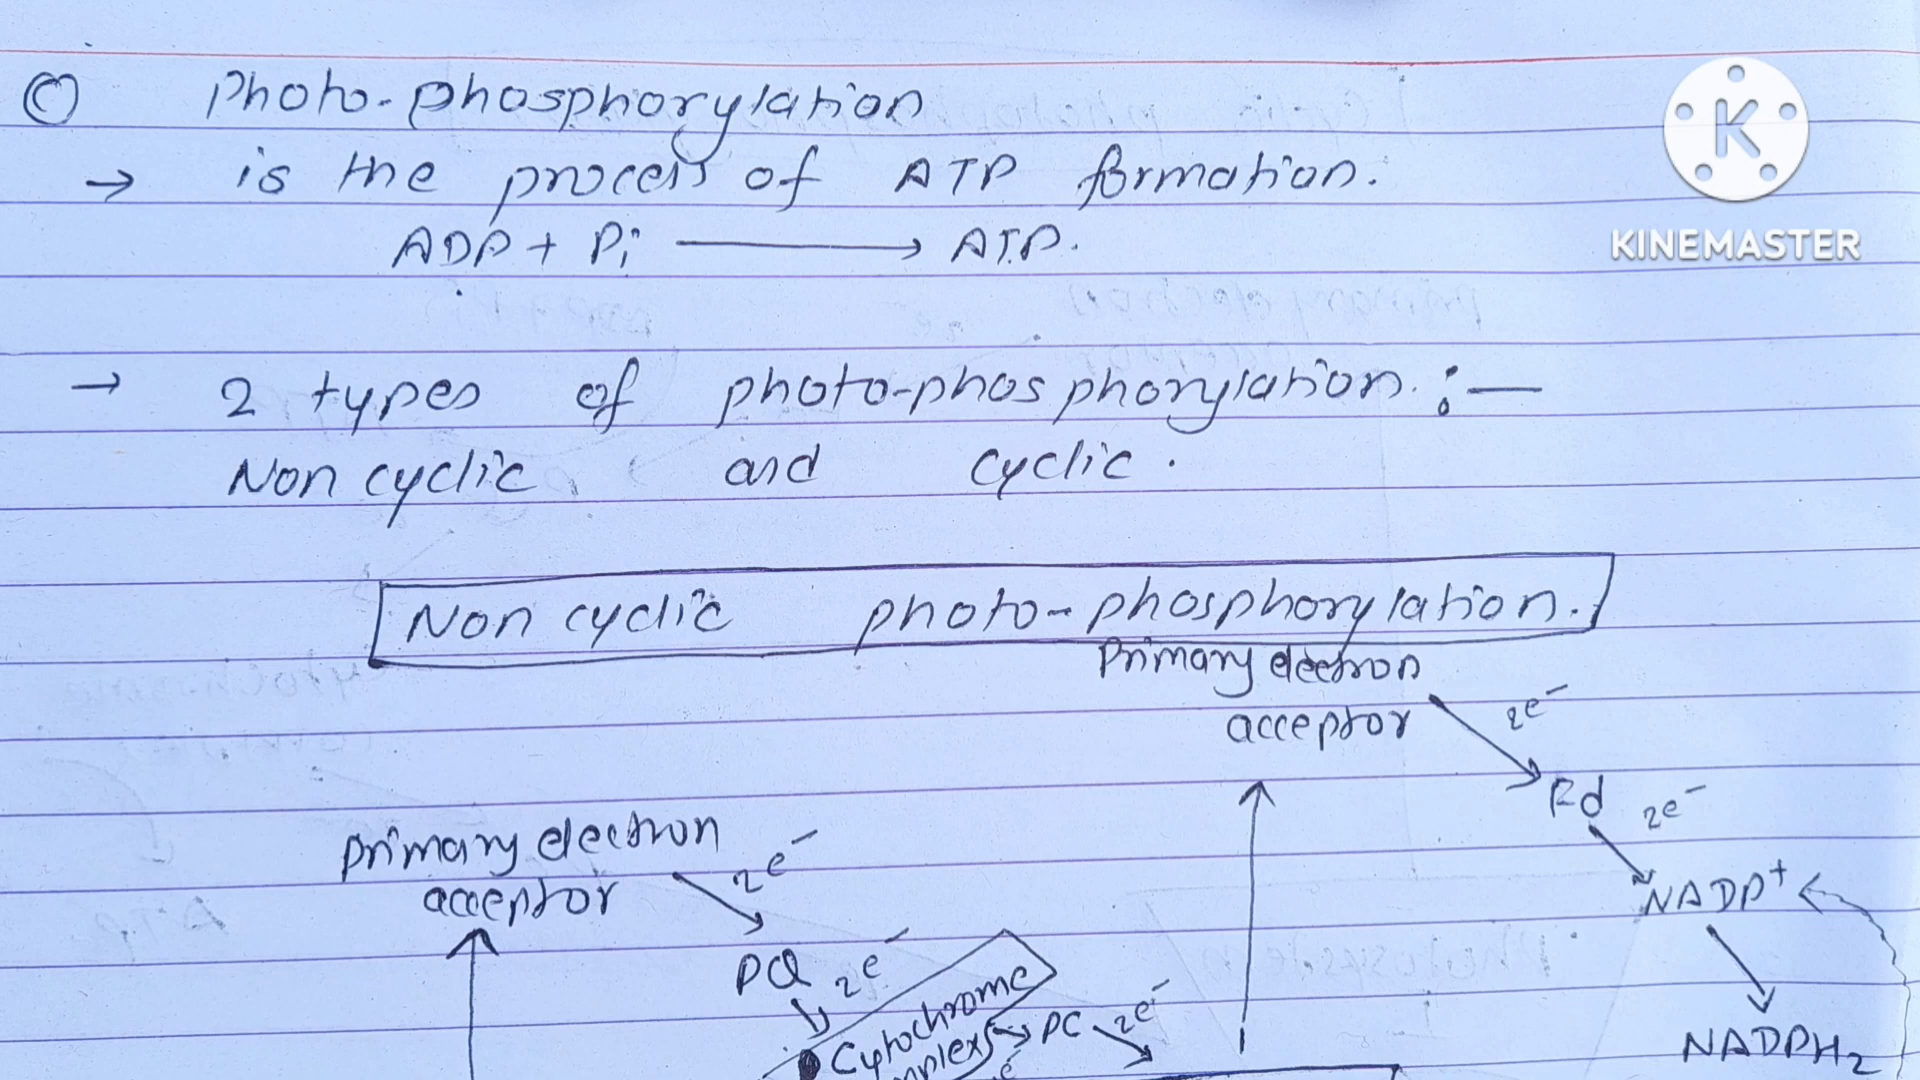 Photo-phosphorylation
→ is the process of ATP formation.
ADP + Pi ⟶ ATP.
→ 2 types of photo-phosphorylation. :—
Non cyclic and cyclic.
Non cyclic photo-phosphorylation.
Primary electron
acceptor
2e⁻
Fd 2e⁻
primary electron
acceptor
2e⁻
NADP⁺
PQ 2e⁻
Cytochrome
PC 2e⁻
NADPH₂
KINEMASTER